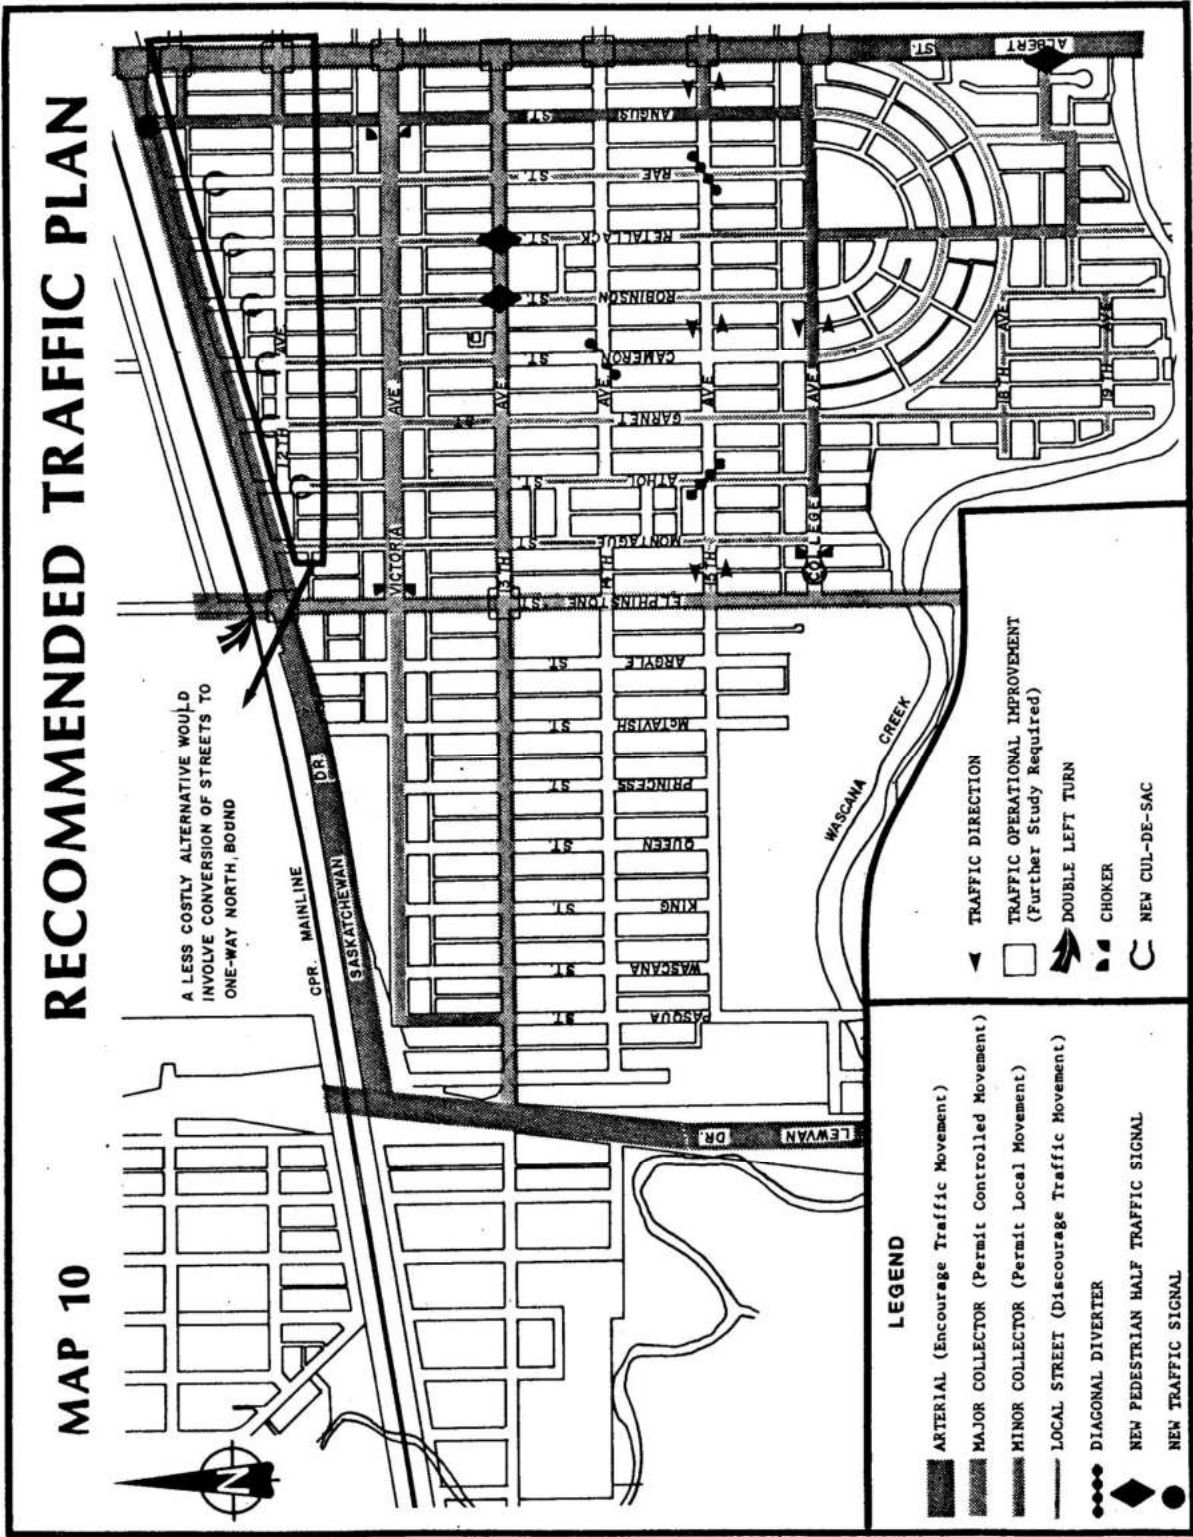 MAP 10
RECOMMENDED TRAFFIC PLAN
N
A LESS COSTLY ALTERNATIVE WOULD
INVOLVE CONVERSION OF STREETS TO
ONE-WAY NORTH BOUND
CPR. MAINLINE
SASKATCHEWAN DR.
12TH AVE
VICTORIA AVE
13TH AVE
14TH AVE
15TH AVE
COLLEGE AVE
18TH AVE
19TH AVE
LEWVAN DR.
PASQUA ST.
WASCANA ST.
KING ST.
QUEEN ST.
PRINCESS ST.
McTAVISH ST.
ARGYLE ST.
ELPHINSTONE ST.
MONTAGUE ST.
ATHOL ST.
GARNET ST.
CAMERON ST.
ROBINSON ST.
RETALLACK ST.
RAE ST.
ANGUS ST.
ALBERT ST.
WASCANA CREEK
LEGEND
ARTERIAL (Encourage Traffic Movement)
MAJOR COLLECTOR (Permit Controlled Movement)
MINOR COLLECTOR (Permit Local Movement)
LOCAL STREET (Discourage Traffic Movement)
DIAGONAL DIVERTER
NEW PEDESTRIAN HALF TRAFFIC SIGNAL
NEW TRAFFIC SIGNAL
TRAFFIC DIRECTION
TRAFFIC OPERATIONAL IMPROVEMENT
(Further Study Required)
DOUBLE LEFT TURN
CHOKER
NEW CUL-DE-SAC